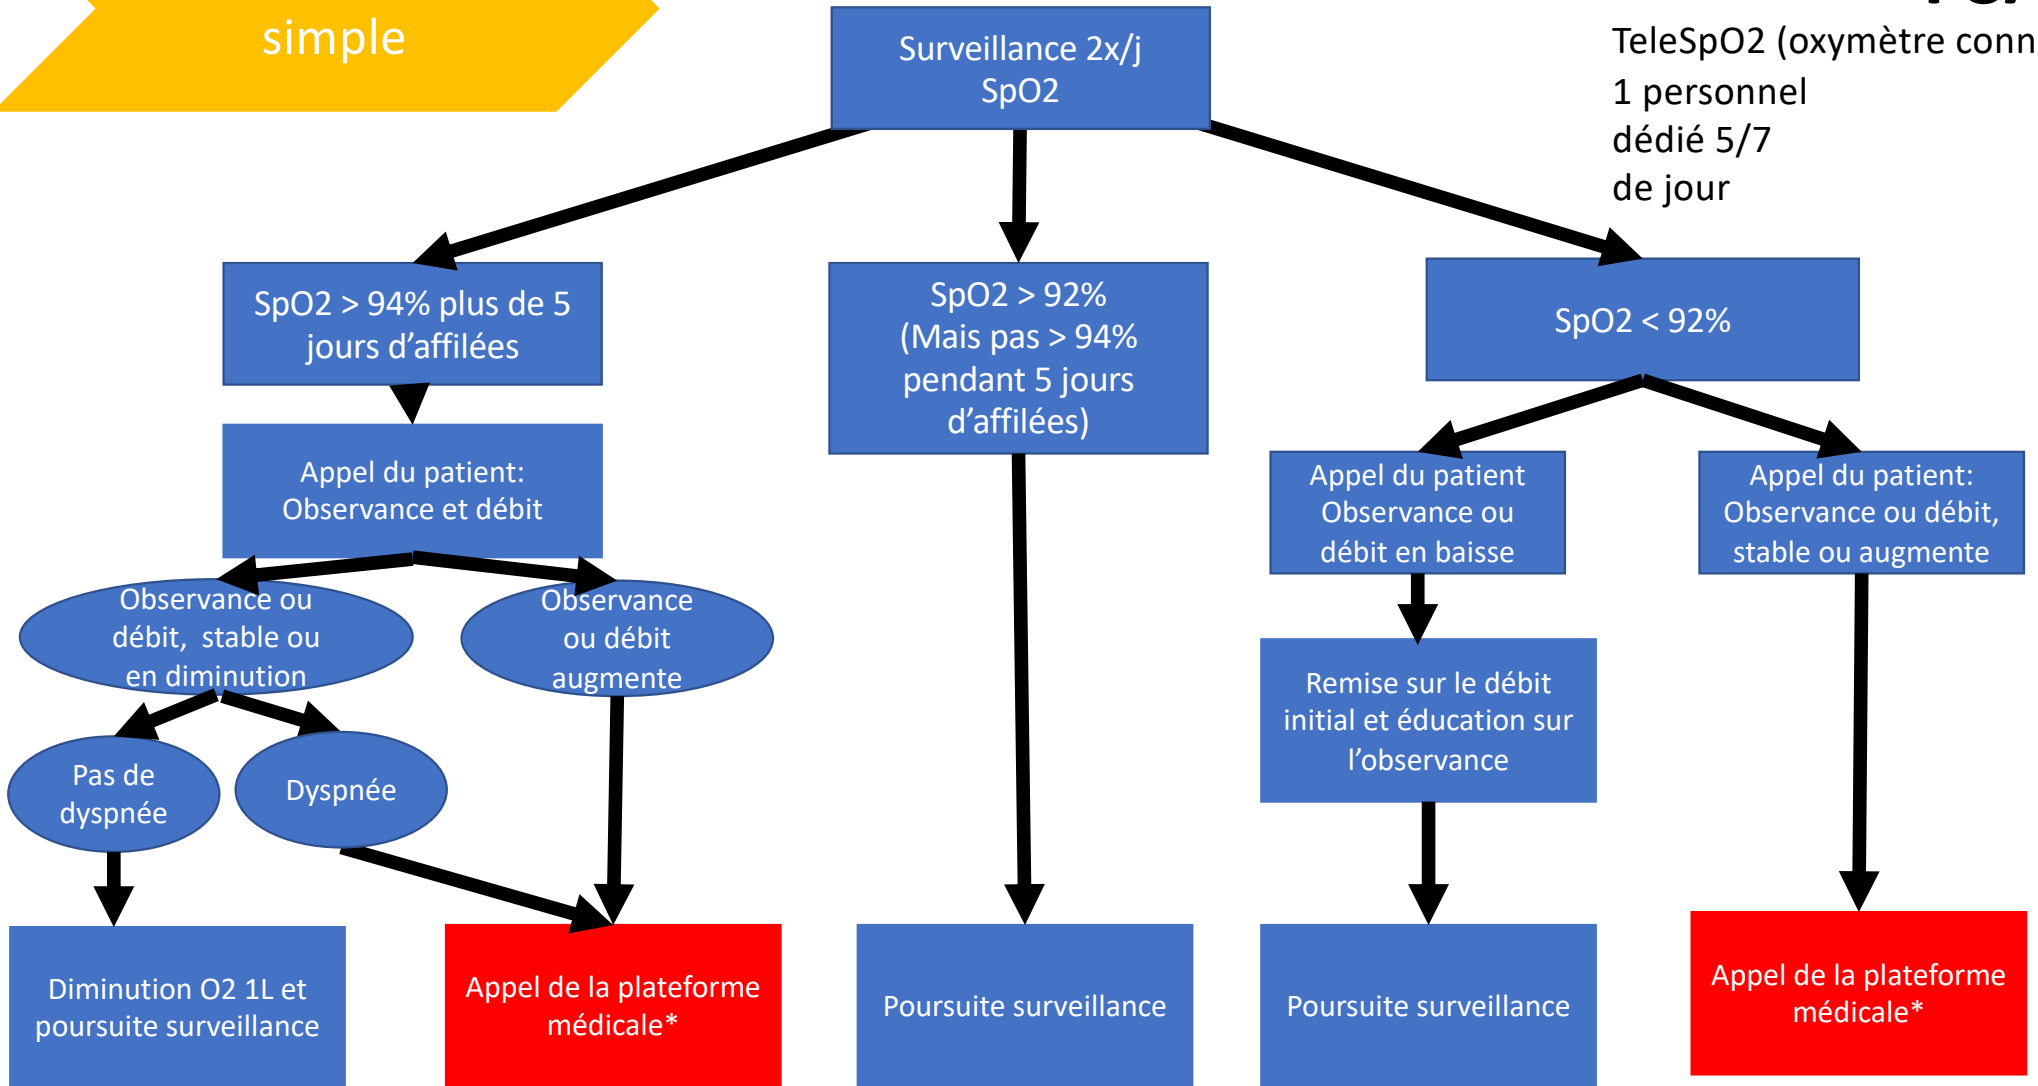 simple
Surveillance 2x/j
SpO2
TeleSpO2 (oxymètre conn
1 personnel
dédié 5/7
de jour
SpO2 > 94% plus de 5
jours d’affilées
SpO2 > 92%
(Mais pas > 94%
pendant 5 jours
d’affilées)
SpO2 < 92%
Appel du patient:
Observance et débit
Appel du patient
Observance ou
débit en baisse
Appel du patient:
Observance ou débit,
stable ou augmente
Observance ou
débit, stable ou
en diminution
Observance
ou débit
augmente
Remise sur le débit
initial et éducation sur
l’observance
Pas de
dyspnée
Dyspnée
Diminution O2 1L et
poursuite surveillance
Appel de la plateforme
médicale*
Poursuite surveillance
Poursuite surveillance
Appel de la plateforme
médicale*